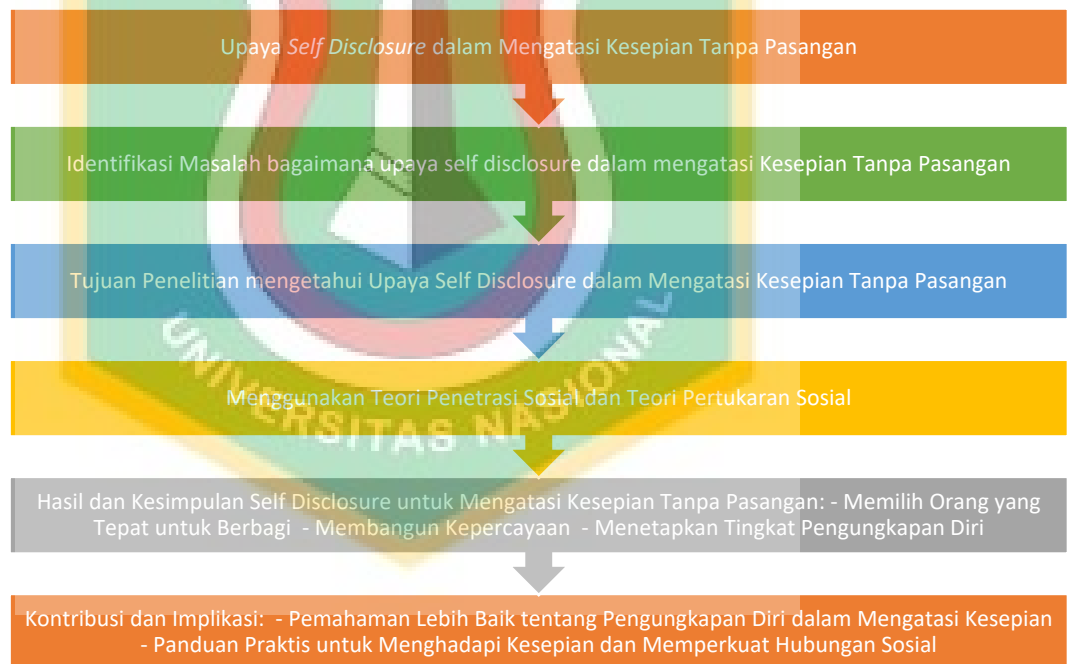 Upaya Self Disclosure dalam Mengatasi Kesepian Tanpa Pasangan
Identifikasi Masalah bagaimana upaya self disclosure dalam mengatasi Kesepian Tanpa Pasangan
Tujuan Penelitian mengetahui Upaya Self Disclosure dalam Mengatasi Kesepian Tanpa Pasangan
UNIVERSITAS NASIONAL
Menggunakan Teori Penetrasi Sosial dan Teori Pertukaran Sosial
Hasil dan Kesimpulan Self Disclosure untuk Mengatasi Kesepian Tanpa Pasangan: - Memilih Orang yang
Tepat untuk Berbagi - Membangun Kepercayaan - Menetapkan Tingkat Pengungkapan Diri
Kontribusi dan Implikasi: - Pemahaman Lebih Baik tentang Pengungkapan Diri dalam Mengatasi Kesepian
- Panduan Praktis untuk Menghadapi Kesepian dan Memperkuat Hubungan Sosial